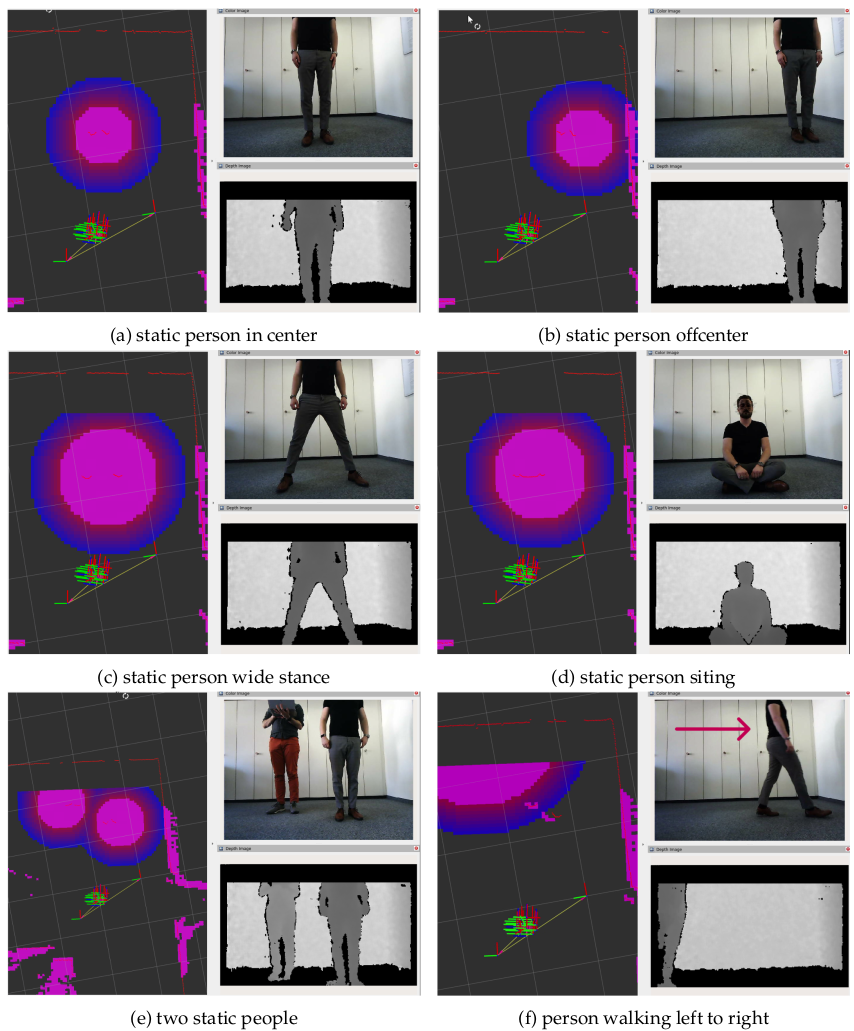 Color Image
Depth Image
Color Image
Depth Image
(a) static person in center
(b) static person offcenter
Color Image
Depth Image
Color Image
Depth Image
(c) static person wide stance
(d) static person siting
Color Image
Depth Image
Color Image
Depth Image
(e) two static people
(f) person walking left to right